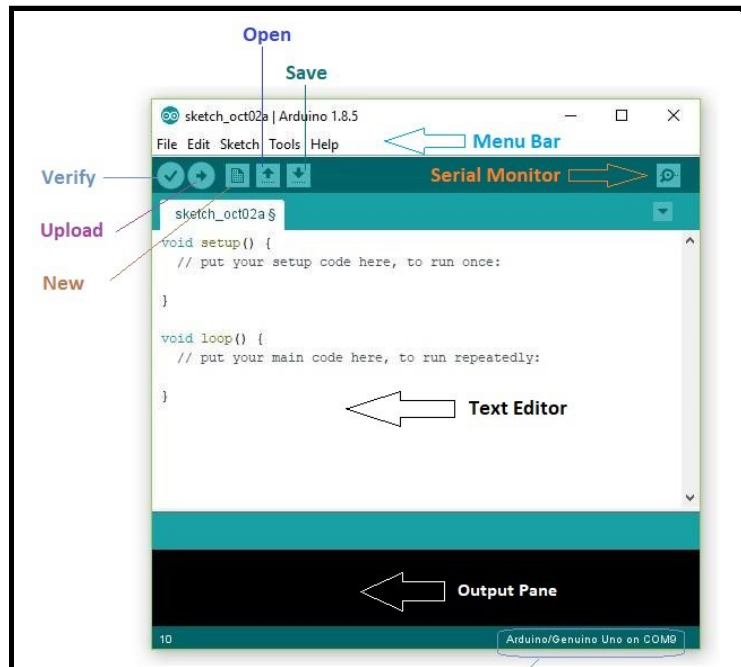 Open
Save
sketch_oct02a | Arduino 1.8.5
File Edit Sketch Tools Help
Menu Bar
Verify
Serial Monitor
Upload
sketch_oct02a §
New
void setup() {
// put your setup code here, to run once:
}
void loop() {
// put your main code here, to run repeatedly:
}
Text Editor
Output Pane
10
Arduino/Genuino Uno on COM9